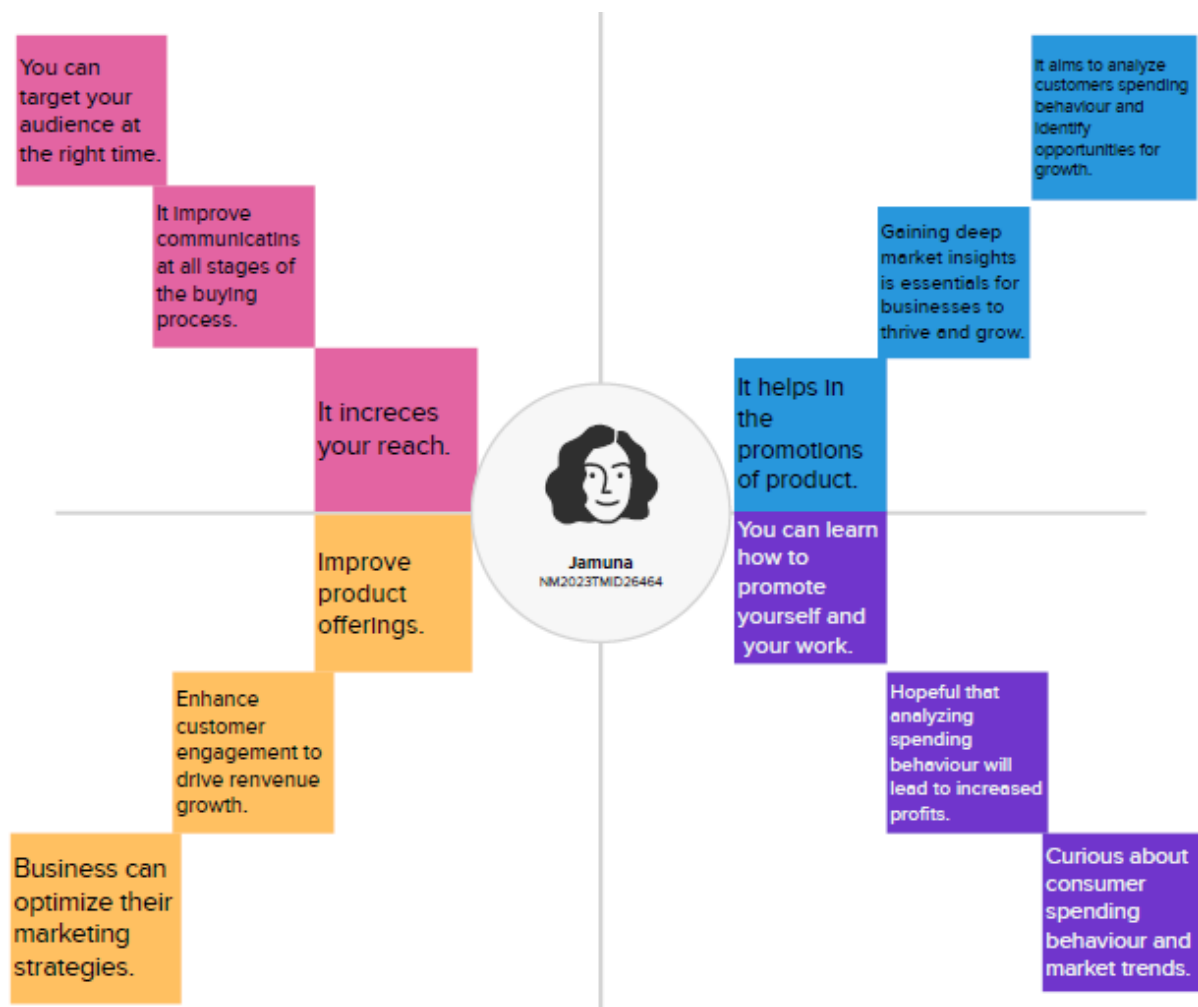 You can
target your
audience at
the right time.
It improve
communicatins
at all stages of
the buying
process.
It increces
your reach.
It aims to analyze
customers spending
behaviour and
identify
opportunities for
growth.
Gaining deep
market insights
is essentials for
businesses to
thrive and grow.
It helps in
the
promotions
of product.
Jamuna
NM2023TMID26464
Improve
product
offerings.
Enhance
customer
engagement to
drive renvenue
growth.
Business can
optimize their
marketing
strategies.
You can learn
how to
promote
yourself and
your work.
Hopeful that
analyzing
spending
behaviour will
lead to increased
profits.
Curious about
consumer
spending
behaviour and
market trends.